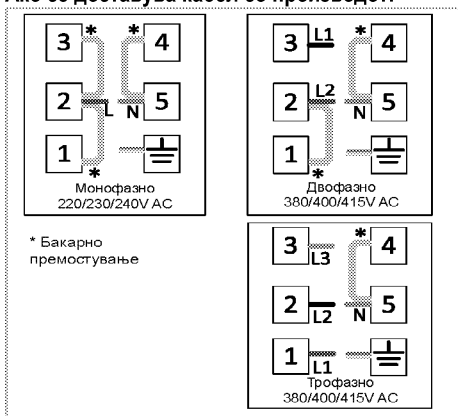 Ако се доставува кабел со производот:
3 * * 4
2 L N 5
1 *
Монофазно
220/230/240V AC
3 L1 * 4
2 L2 N 5
1 *
Двофазно
380/400/415V AC
* Бакарно
премостување
3 L3 * 4
2 L2 N 5
1 L1
Трофазно
380/400/415V AC